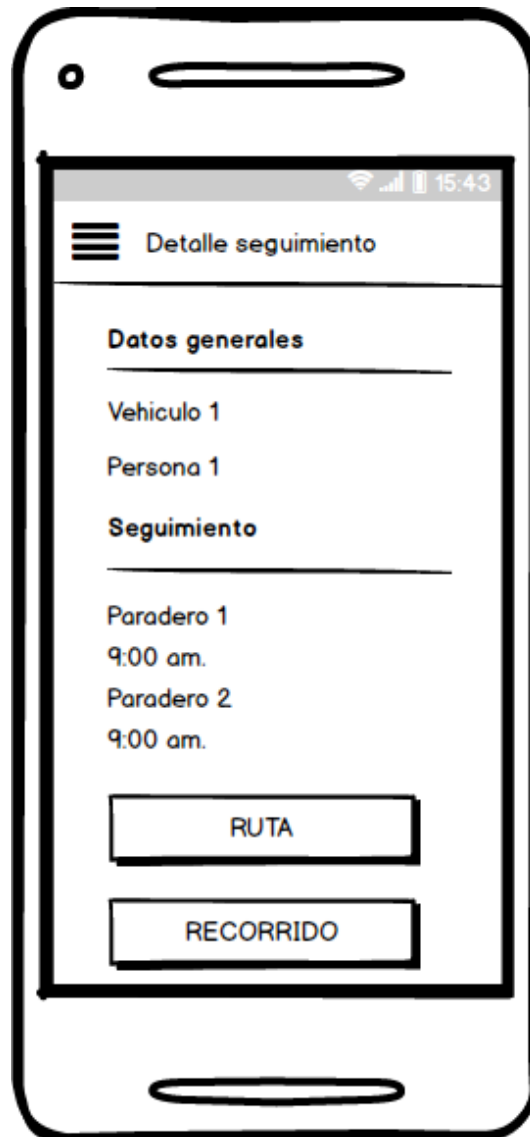 15:43
Detalle seguimiento
Datos generales
Vehiculo 1
Persona 1
Seguimiento
Paradero 1
9:00 am.
Paradero 2
9:00 am.
RUTA
RECORRIDO